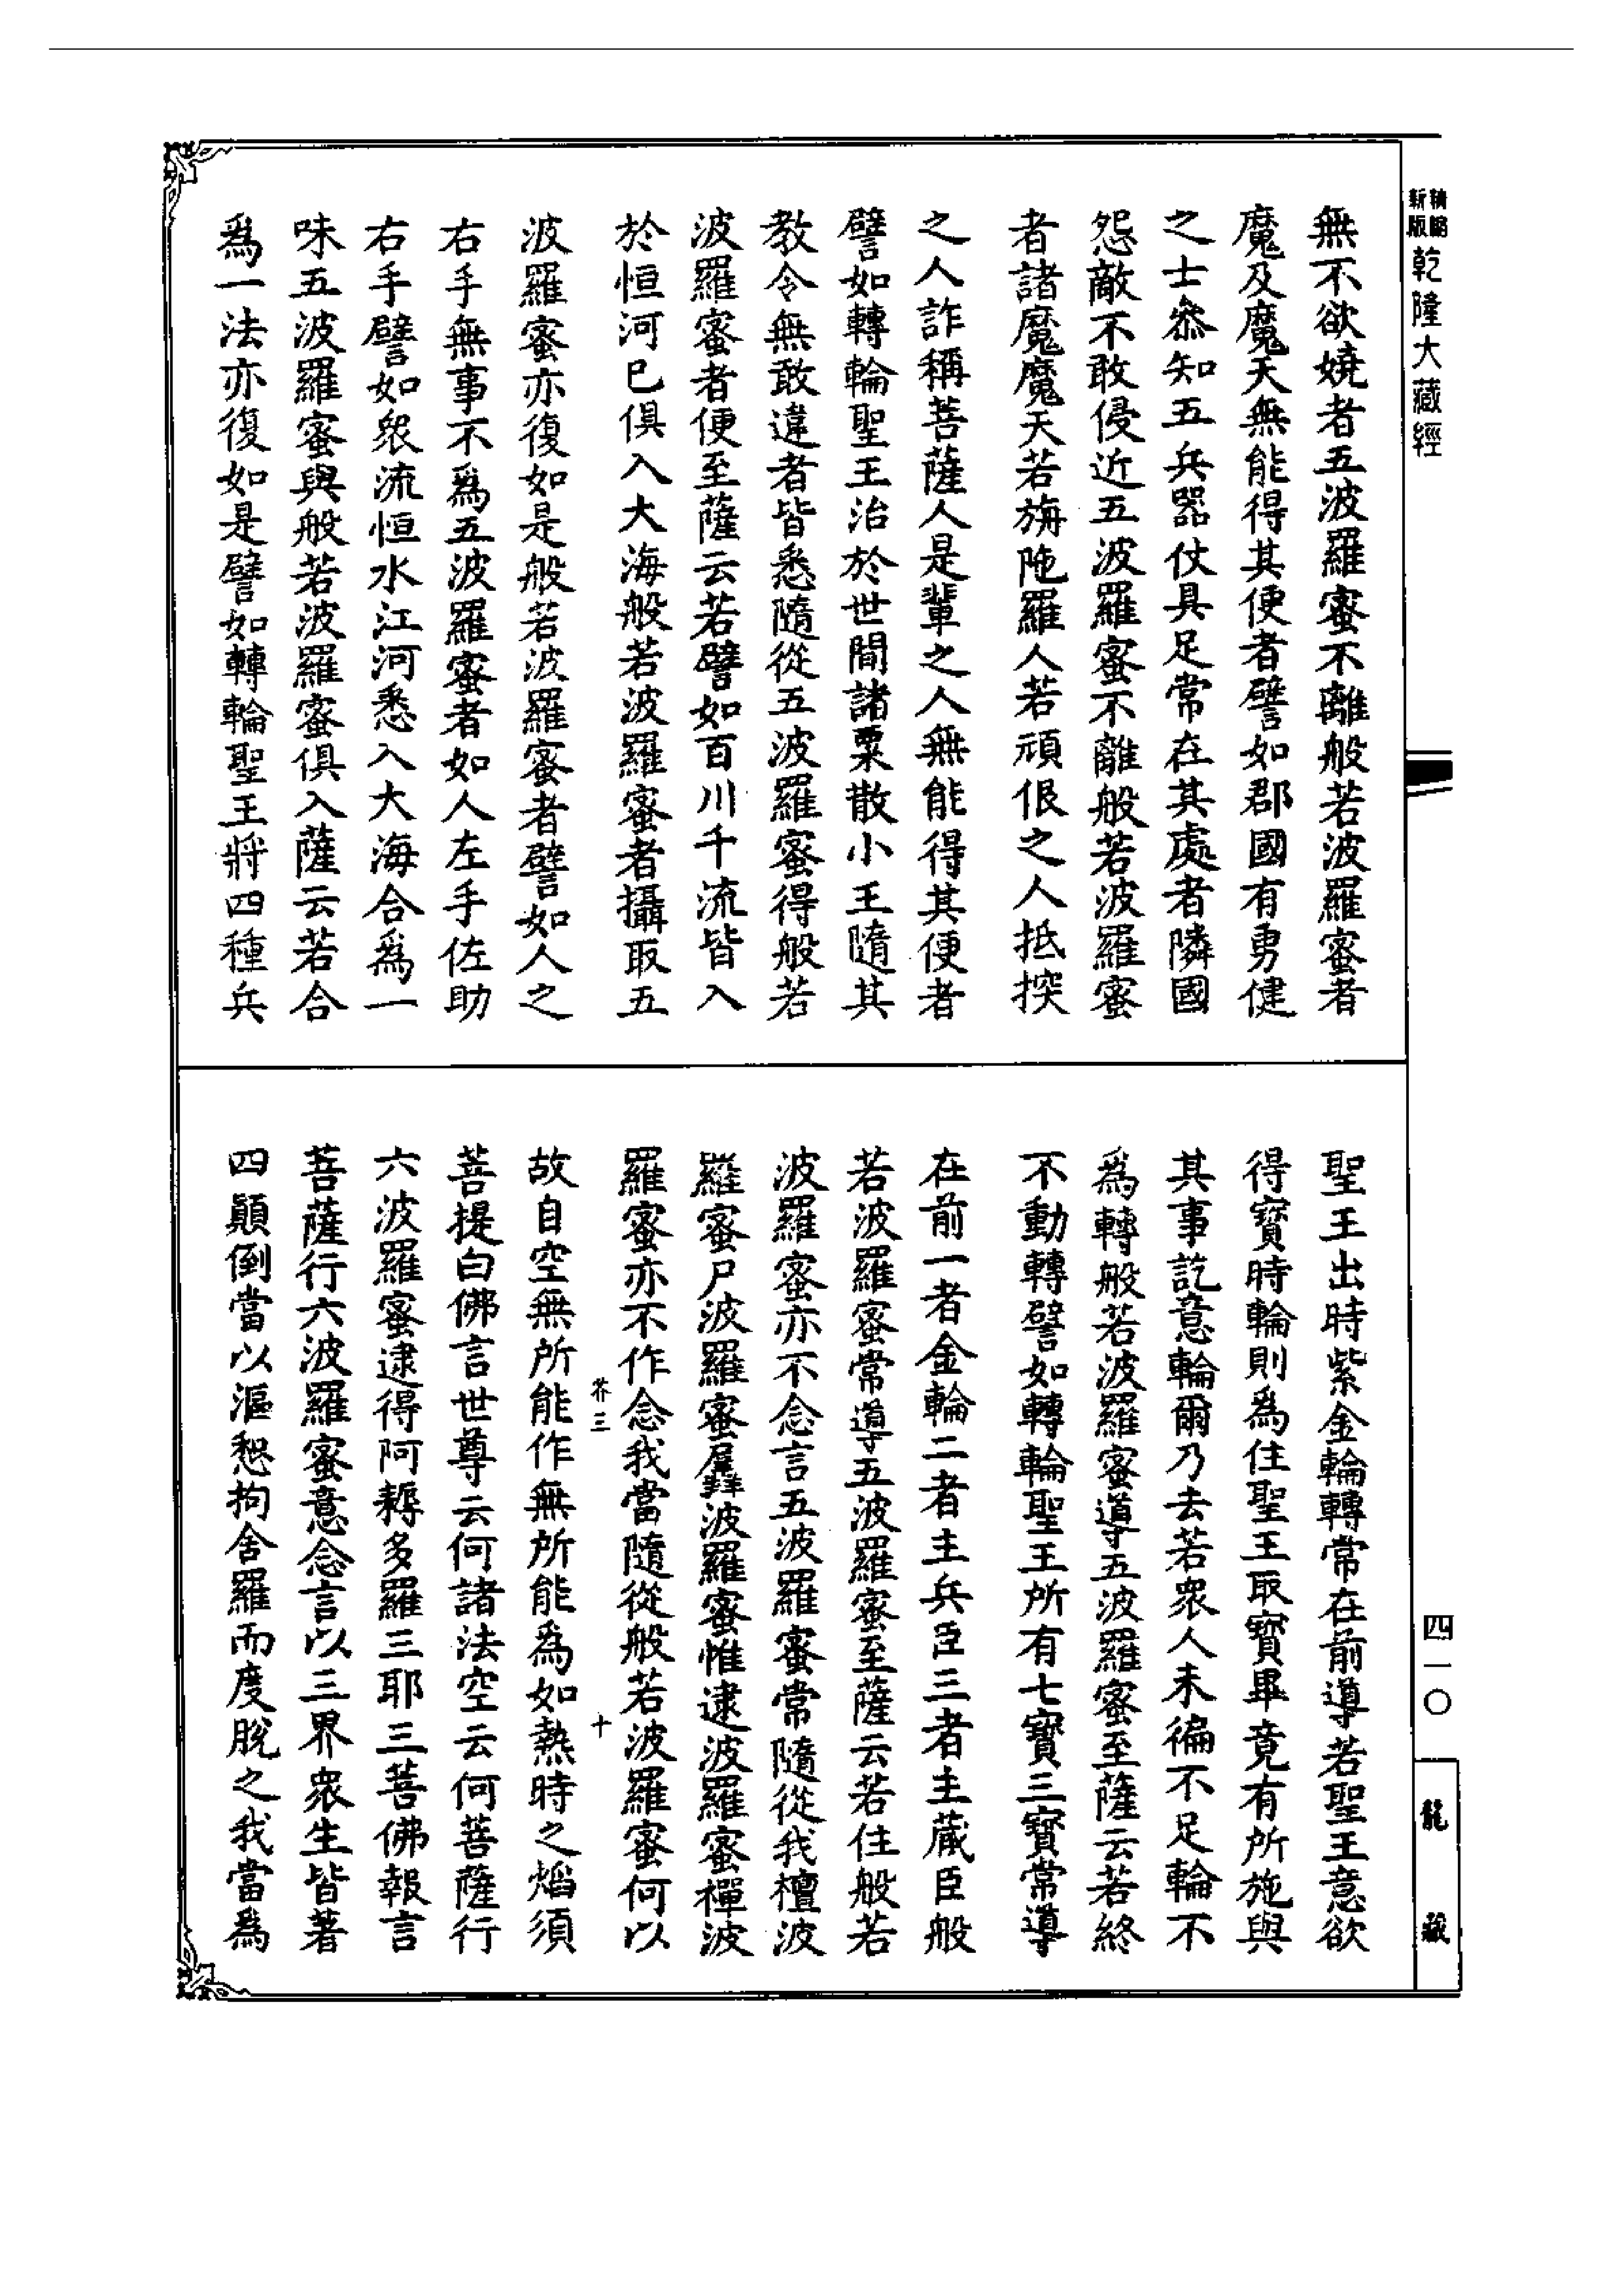 新版 精縮 乾隆大藏經
無不欲嬈者五波羅蜜不離般若波羅蜜者
魔及魔天無能得其便者譬如郡國有勇健
之士叅知五兵器仗具足常在其處者隣國
怨敵不敢侵近五波羅蜜不離般若波羅蜜
者諸魔魔天若旃陁羅人若頑佷之人抵揬
之人詐稱菩薩人是輩之人無能得其便者
譬如轉輪聖王治於世間諸粟散小王隨其
教令無敢違者皆悉隨從五波羅蜜得般若
波羅蜜者便至薩云若譬如百川千流皆入
於恒河已俱入大海般若波羅蜜者攝取五
波羅蜜亦復如是般若波羅蜜者譬如人之
右手無事不爲五波羅蜜者如人左手佐助
右手譬如衆流恒水江河悉入大海合爲一
味五波羅蜜與般若波羅蜜俱入薩云若合
爲一法亦復如是譬如轉輪聖王將四種兵
聖王出時紫金輪轉常在前導若聖王意欲
得寶時輪則爲住聖王取寶畢竟有所施與
其事訖意輪爾乃去若衆人未徧不足輪不
爲轉般若波羅蜜導五波羅蜜至薩云若終
不動轉譬如轉輪聖王所有七寶三寶常導
在前一者金輪二者主兵臣三者主藏臣般
若波羅蜜常導五波羅蜜至薩云若住般若
波羅蜜亦不念言五波羅蜜常隨從我檀波
羅蜜尸波羅蜜羼波羅蜜惟逮波羅蜜禪波
羅蜜亦不作念我當隨從般若波羅蜜何以
芥三 十
故自空無所能作無所能爲如熱時之焰須
菩提白佛言世尊云何諸法空云何菩薩行
六波羅蜜逮得阿耨多羅三耶三菩佛報言
菩薩行六波羅蜜意念言以三界衆生皆著
四顚倒當以漚惒拘舍羅而度脫之我當爲
四一〇
龍藏